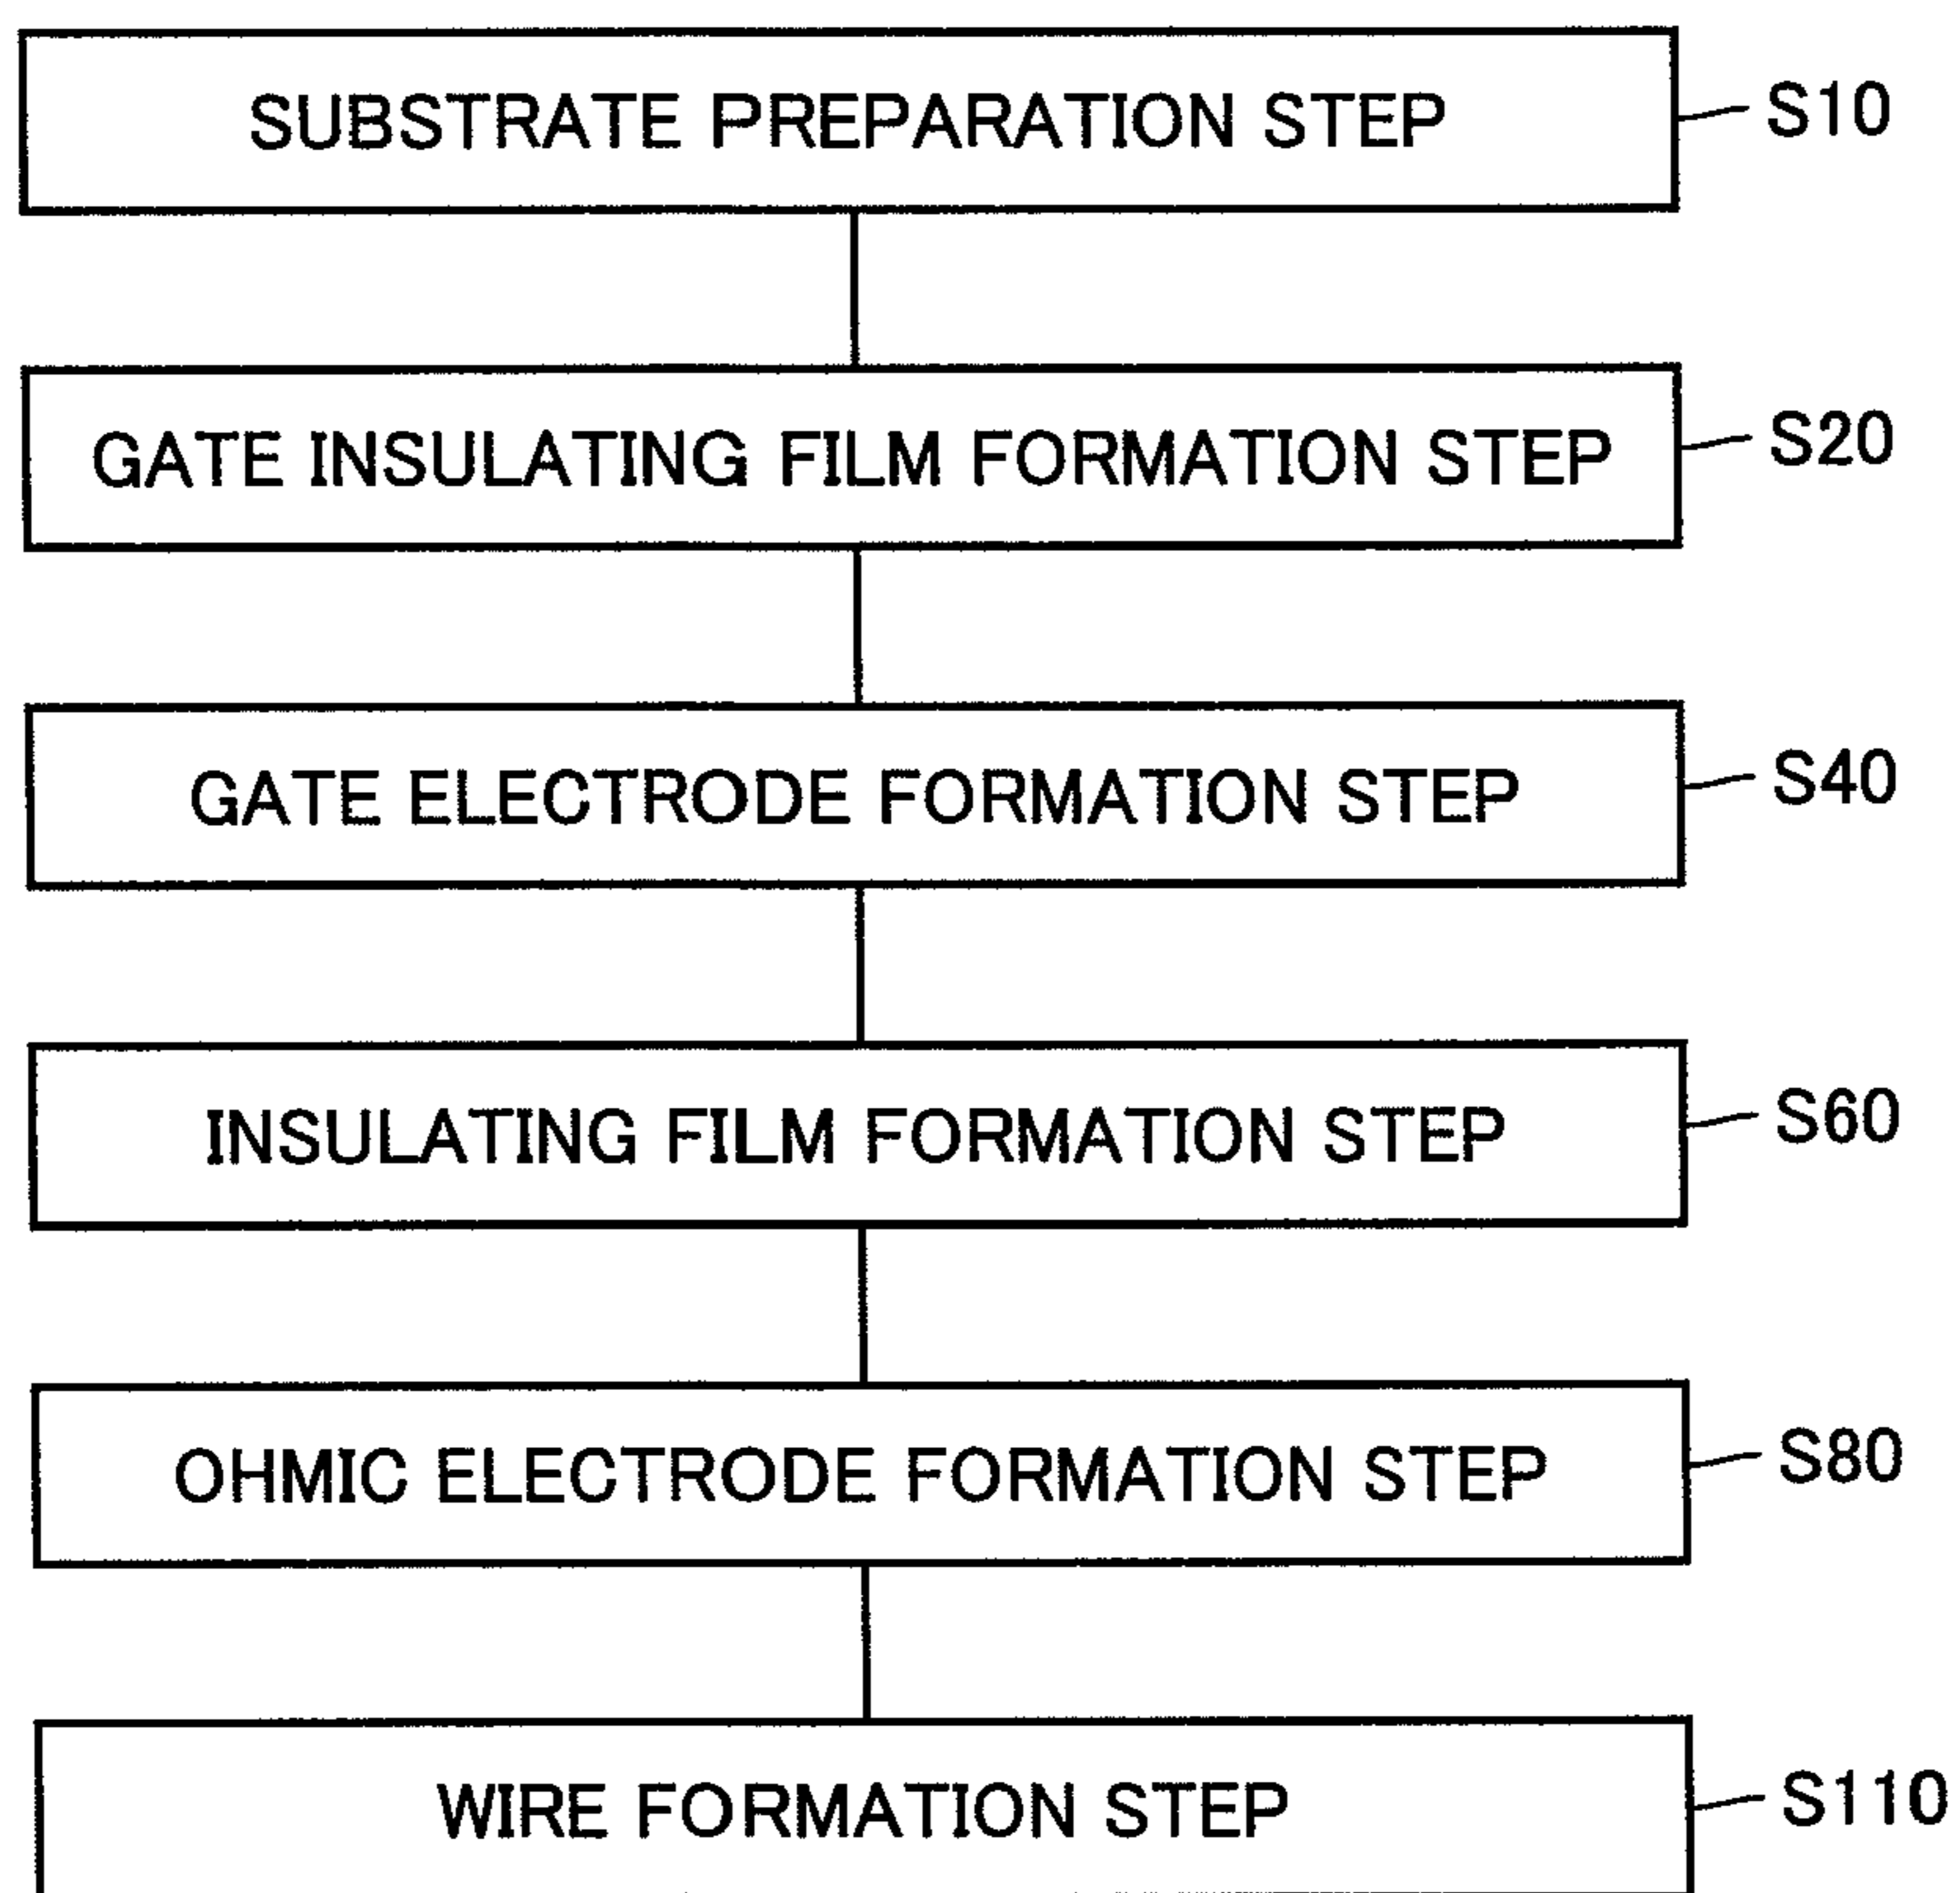 SUBSTRATE PREPARATION STEP S10
GATE INSULATING FILM FORMATION STEP S20
GATE ELECTRODE FORMATION STEP S40
INSULATING FILM FORMATION STEP S60
OHMIC ELECTRODE FORMATION STEP S80
WIRE FORMATION STEP S110